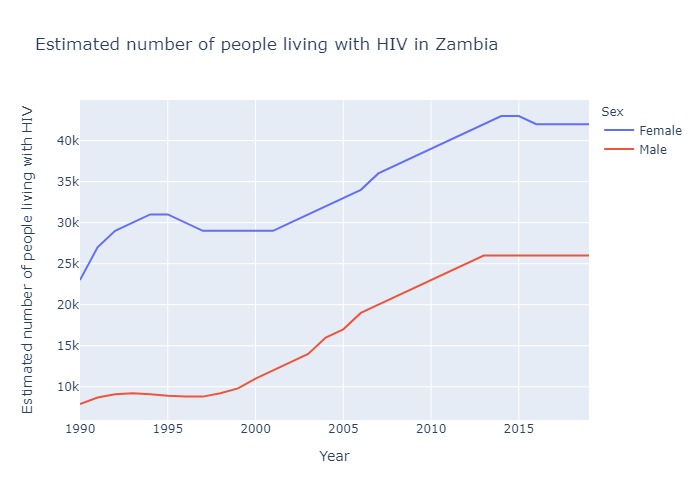 Estimated number of people living with HIV in Zambia
Estimated number of people living with HIV
40k
35k
30k
25k
20k
15k
10k
1990
1995
2000
2005
2010
2015
Year
Sex
Female
Male